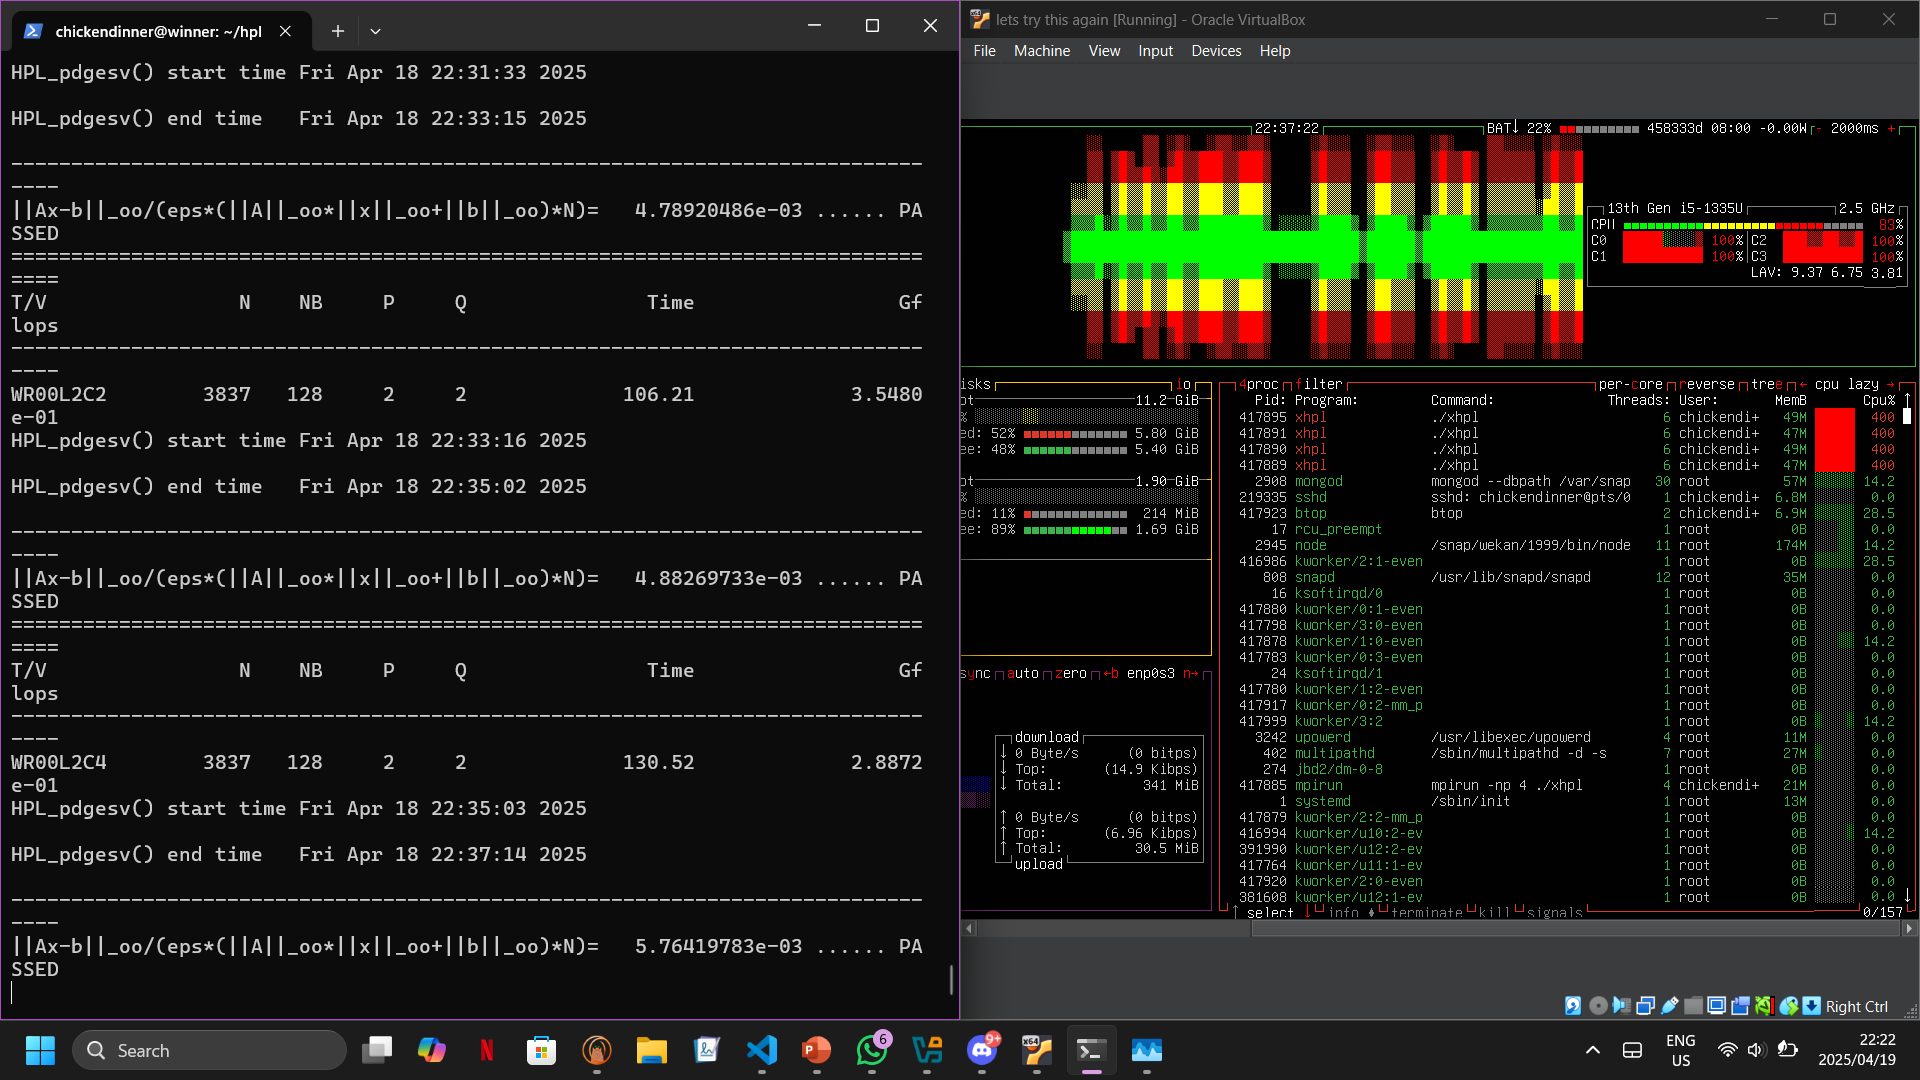 chickendinner@winner: ~/hpl
HPL_pdgesv() start time Fri Apr 18 22:31:33 2025
HPL_pdgesv() end time   Fri Apr 18 22:33:15 2025
--------------------------------------------------------------------------------
||Ax-b||_oo/(eps*(||A||_oo*||x||_oo+||b||_oo)*N)=   4.78920486e-03 ...... PA
SSED
================================================================================
T/V                N    NB     P     Q               Time                 Gf
lops
--------------------------------------------------------------------------------
WR00L2C2        3837   128     2     2             106.21             3.5480
e-01
HPL_pdgesv() start time Fri Apr 18 22:33:16 2025
HPL_pdgesv() end time   Fri Apr 18 22:35:02 2025
--------------------------------------------------------------------------------
||Ax-b||_oo/(eps*(||A||_oo*||x||_oo+||b||_oo)*N)=   4.88269733e-03 ...... PA
SSED
================================================================================
T/V                N    NB     P     Q               Time                 Gf
lops
--------------------------------------------------------------------------------
WR00L2C4        3837   128     2     2             130.52             2.8872
e-01
HPL_pdgesv() start time Fri Apr 18 22:35:03 2025
HPL_pdgesv() end time   Fri Apr 18 22:37:14 2025
--------------------------------------------------------------------------------
||Ax-b||_oo/(eps*(||A||_oo*||x||_oo+||b||_oo)*N)=   5.76419783e-03 ...... PA
SSED
lets try this again [Running] - Oracle VirtualBox
File Machine View Input Devices Help
22:37:22 BAT↓ 22% 458333d 08:00 -0.00W - 2000ms +
13th Gen i5-1335U 2.5 GHz
CPU 89%
C0 100% C2 100%
C1 100% C3 100%
LAV: 9.37 6.75 3.81
isks io
ot 11.2 GiB
%
ed: 52% 5.80 GiB
ee: 48% 5.40 GiB
ot 1.90 GiB
%
ed: 11% 214 MiB
ee: 89% 1.69 GiB
sync auto zero ←b enp0s3 n→
download
↓ 0 Byte/s (0 bitps)
↓ Top: (14.9 Kibps)
↓ Total: 341 MiB
↑ 0 Byte/s (0 bitps)
↑ Top: (6.96 Kibps)
↑ Total: 30.5 MiB
upload
4proc filter per-core reverse tree ← cpu lazy →
Pid: Program: Command: Threads: User: MemB Cpu% ↑
417895 xhpl ./xhpl 6 chickendi+ 49M 400
417891 xhpl ./xhpl 6 chickendi+ 47M 400
417890 xhpl ./xhpl 6 chickendi+ 49M 400
417889 xhpl ./xhpl 6 chickendi+ 47M 400
2908 mongod mongod --dbpath /var/snap 30 root 57M 14.2
219335 sshd sshd: chickendinner@pts/0 1 chickendi+ 6.8M 0.0
417923 btop btop 2 chickendi+ 6.9M 28.5
17 rcu_preempt 1 root 0B 0.0
2945 node /snap/wekan/1999/bin/node 11 root 174M 14.2
416986 kworker/2:1-even 1 root 0B 28.5
808 snapd /usr/lib/snapd/snapd 12 root 35M 0.0
16 ksoftirqd/0 1 root 0B 0.0
417880 kworker/0:1-even 1 root 0B 0.0
417798 kworker/3:0-even 1 root 0B 0.0
417878 kworker/1:0-even 1 root 0B 14.2
417783 kworker/0:3-even 1 root 0B 0.0
24 ksoftirqd/1 1 root 0B 0.0
417780 kworker/1:2-even 1 root 0B 0.0
417917 kworker/0:2-mm_p 1 root 0B 0.0
417999 kworker/3:2 1 root 0B 14.2
3242 upowerd /usr/libexec/upowerd 4 root 11M 0.0
402 multipathd /sbin/multipathd -d -s 7 root 27M 0.0
274 jbd2/dm-0-8 1 root 0B 0.0
417885 mpirun mpirun -np 4 ./xhpl 4 chickendi+ 21M 0.0
1 systemd /sbin/init 1 root 13M 0.0
417879 kworker/2:2-mm_p 1 root 0B 0.0
416994 kworker/u10:2-ev 1 root 0B 14.2
391990 kworker/u12:2-ev 1 root 0B 0.0
417764 kworker/u11:1-ev 1 root 0B 0.0
417920 kworker/2:0-even 1 root 0B 0.0
381608 kworker/u12:1-ev 1 root 0B 0.0 ↓
↑ select ↓ info terminate kill signals 0/157
Right Ctrl
Search
6
9+
x64
ENG
US
22:22
2025/04/19